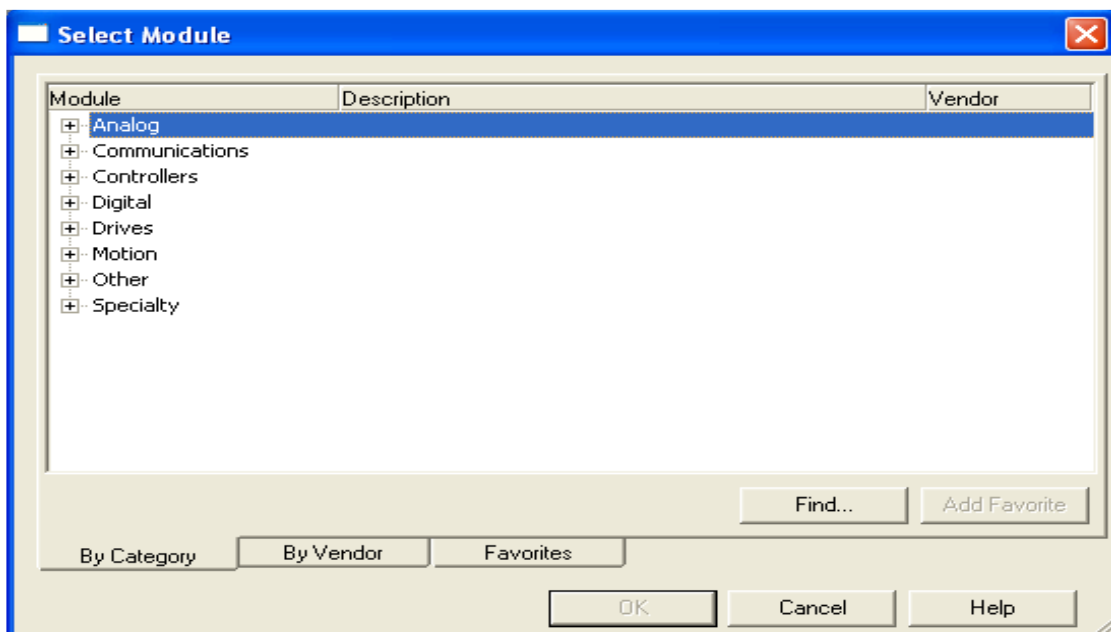 Select Module
Module Description Vendor
Analog
Communications
Controllers
Digital
Drives
Motion
Other
Specialty
Find... Add Favorite
By Category By Vendor Favorites
OK Cancel Help